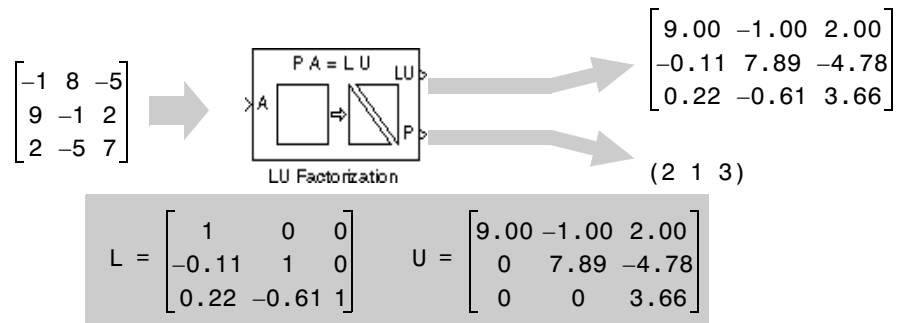 −1 8 −5
9 −1 2
2 −5 7
P A = L U
A
LU
P
LU Factorization
9.00 −1.00 2.00
−0.11 7.89 −4.78
0.22 −0.61 3.66
(2 1 3)
L =
1 0 0
−0.11 1 0
0.22 −0.61 1
U =
9.00 −1.00 2.00
0 7.89 −4.78
0 0 3.66